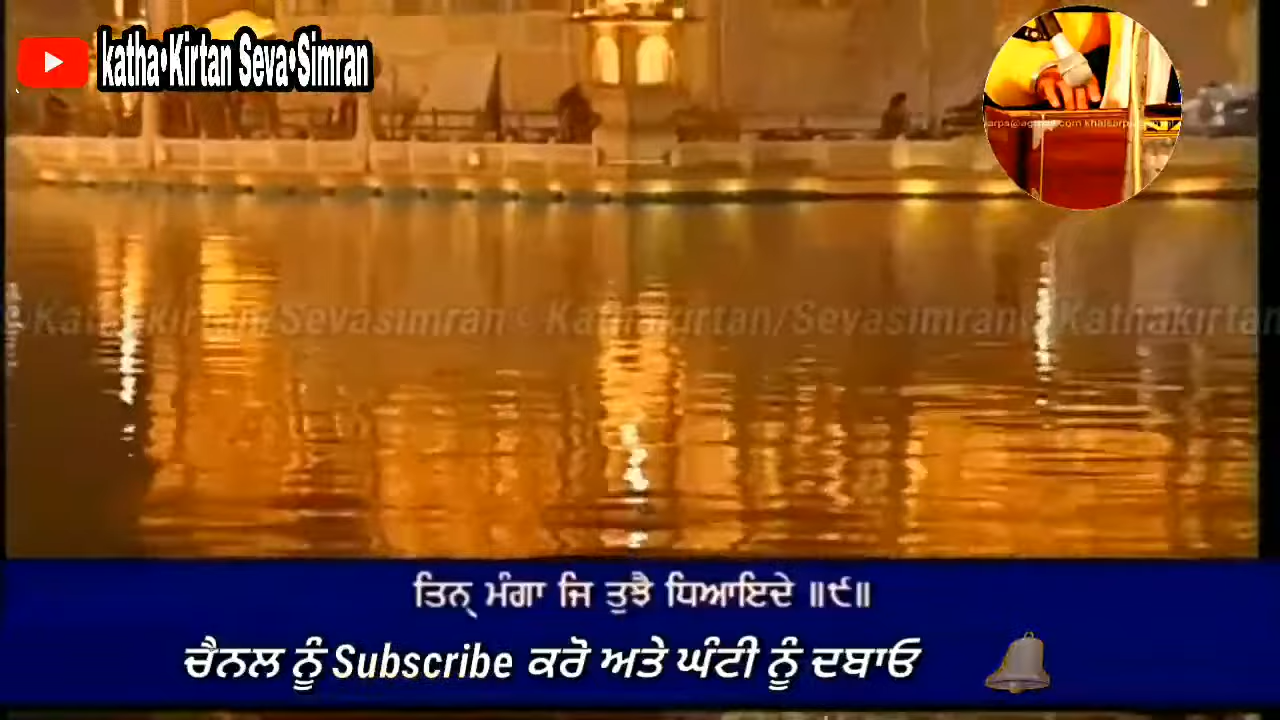 katha•Kirtan Seva•Simran
Kathakirtan/Sevasimran Kathakirtan/Sevasimran Kathakirtan
ਤਿਨ੍ ਮੰਗਾ ਜਿ ਤੁਝੈ ਧਿਆਇਦੇ ॥੯॥
ਚੈਨਲ ਨੂੰ Subscribe ਕਰੋ ਅਤੇ ਘੰਟੀ ਨੂੰ ਦਬਾਓ